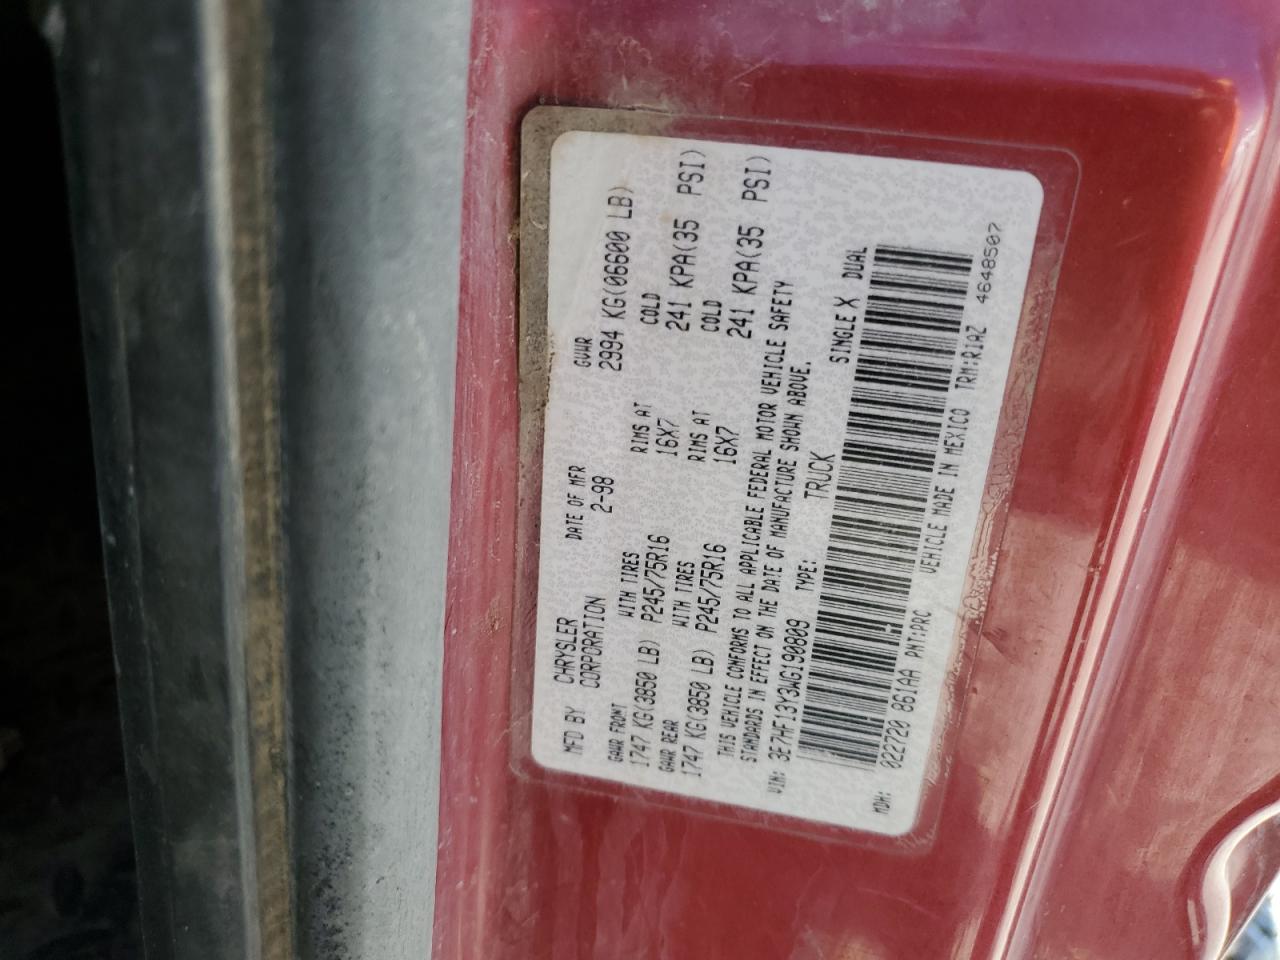 MFD BY CHRYSLER CORPORATION DATE OF MFR 2-98 GVWR 2994 KG(06600 LB)
GAWR FRONT WITH TIRES RIMS AT COLD
1747 KG(3850 LB) P245/75R16 16X7 241 KPA(35 PSI)
GAWR REAR WITH TIRES RIMS AT COLD
1747 KG(3850 LB) P245/75R16 16X7 241 KPA(35 PSI)
THIS VEHICLE CONFORMS TO ALL APPLICABLE FEDERAL MOTOR VEHICLE SAFETY
STANDARDS IN EFFECT ON THE DATE OF MANUFACTURE SHOWN ABOVE.
VIN: 3E7HF13Y3WG190809 TYPE: TRUCK SINGLE X DUAL
MDH: 022720 861AA PNT:PRC VEHICLE MADE IN MEXICO TRM:R1AZ 4648507